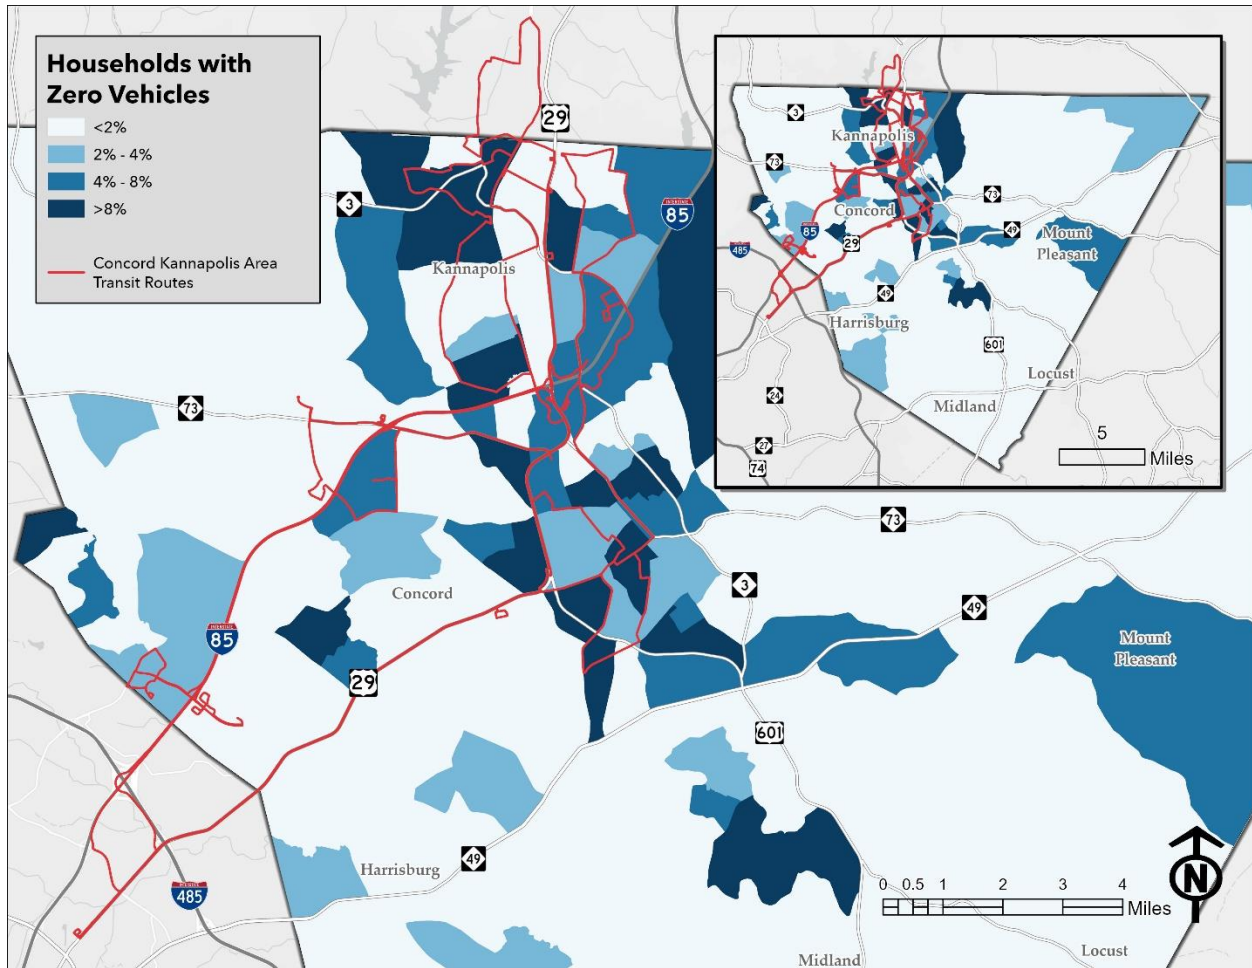 Households with
Zero Vehicles
<2%
2% - 4%
4% - 8%
>8%
Concord Kannapolis Area
Transit Routes
29
3
85
Kannapolis
73
Concord
85
29
73
3
49
Mount
Pleasant
601
Harrisburg
49
485
Midland
Locust
0 0.5 1 2 3 4
Miles
N
3
Kannapolis
73
73
Concord
85
29
49
Mount
Pleasant
485
49
Harrisburg
601
Locust
24
Midland
27
74
5
Miles